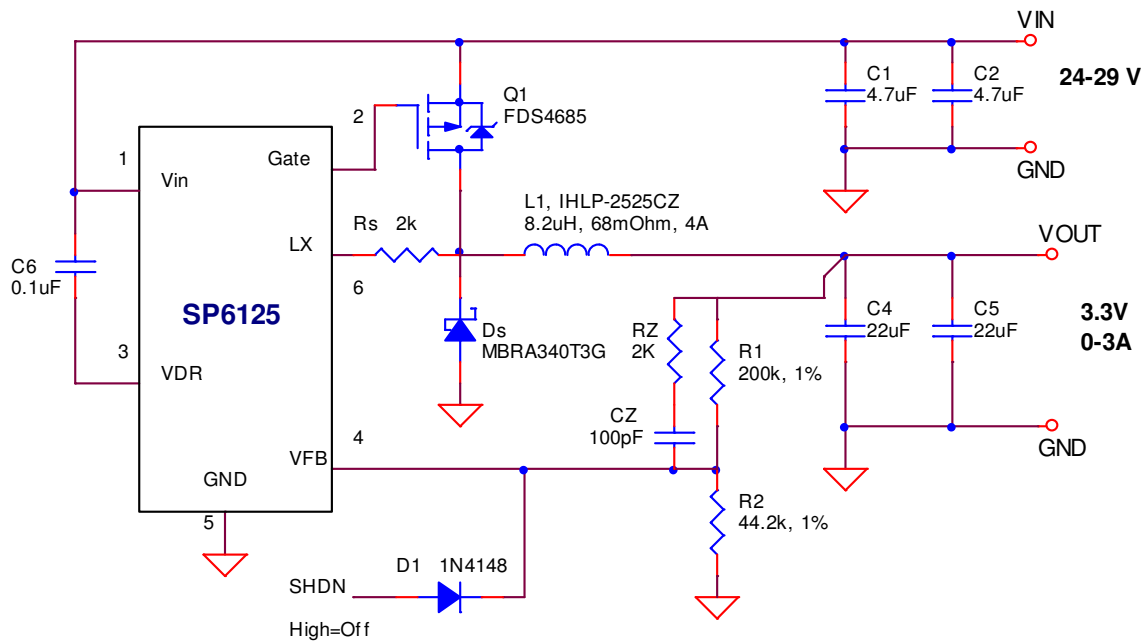 VIN
24-29 V
C1
4.7uF
C2
4.7uF
GND
Q1
FDS4685
2
1
Gate
Vin
L1, IHLP-2525CZ
8.2uH, 68mOhm, 4A
Rs 2k
LX
VOUT
C6
0.1uF
6
SP6125
3.3V
0-3A
C4
22uF
C5
22uF
Ds
MBRA340T3G
RZ
2K
R1
200k, 1%
3
VDR
CZ
100pF
4
VFB
GND
GND
5
R2
44.2k, 1%
D1 1N4148
SHDN
High=Off